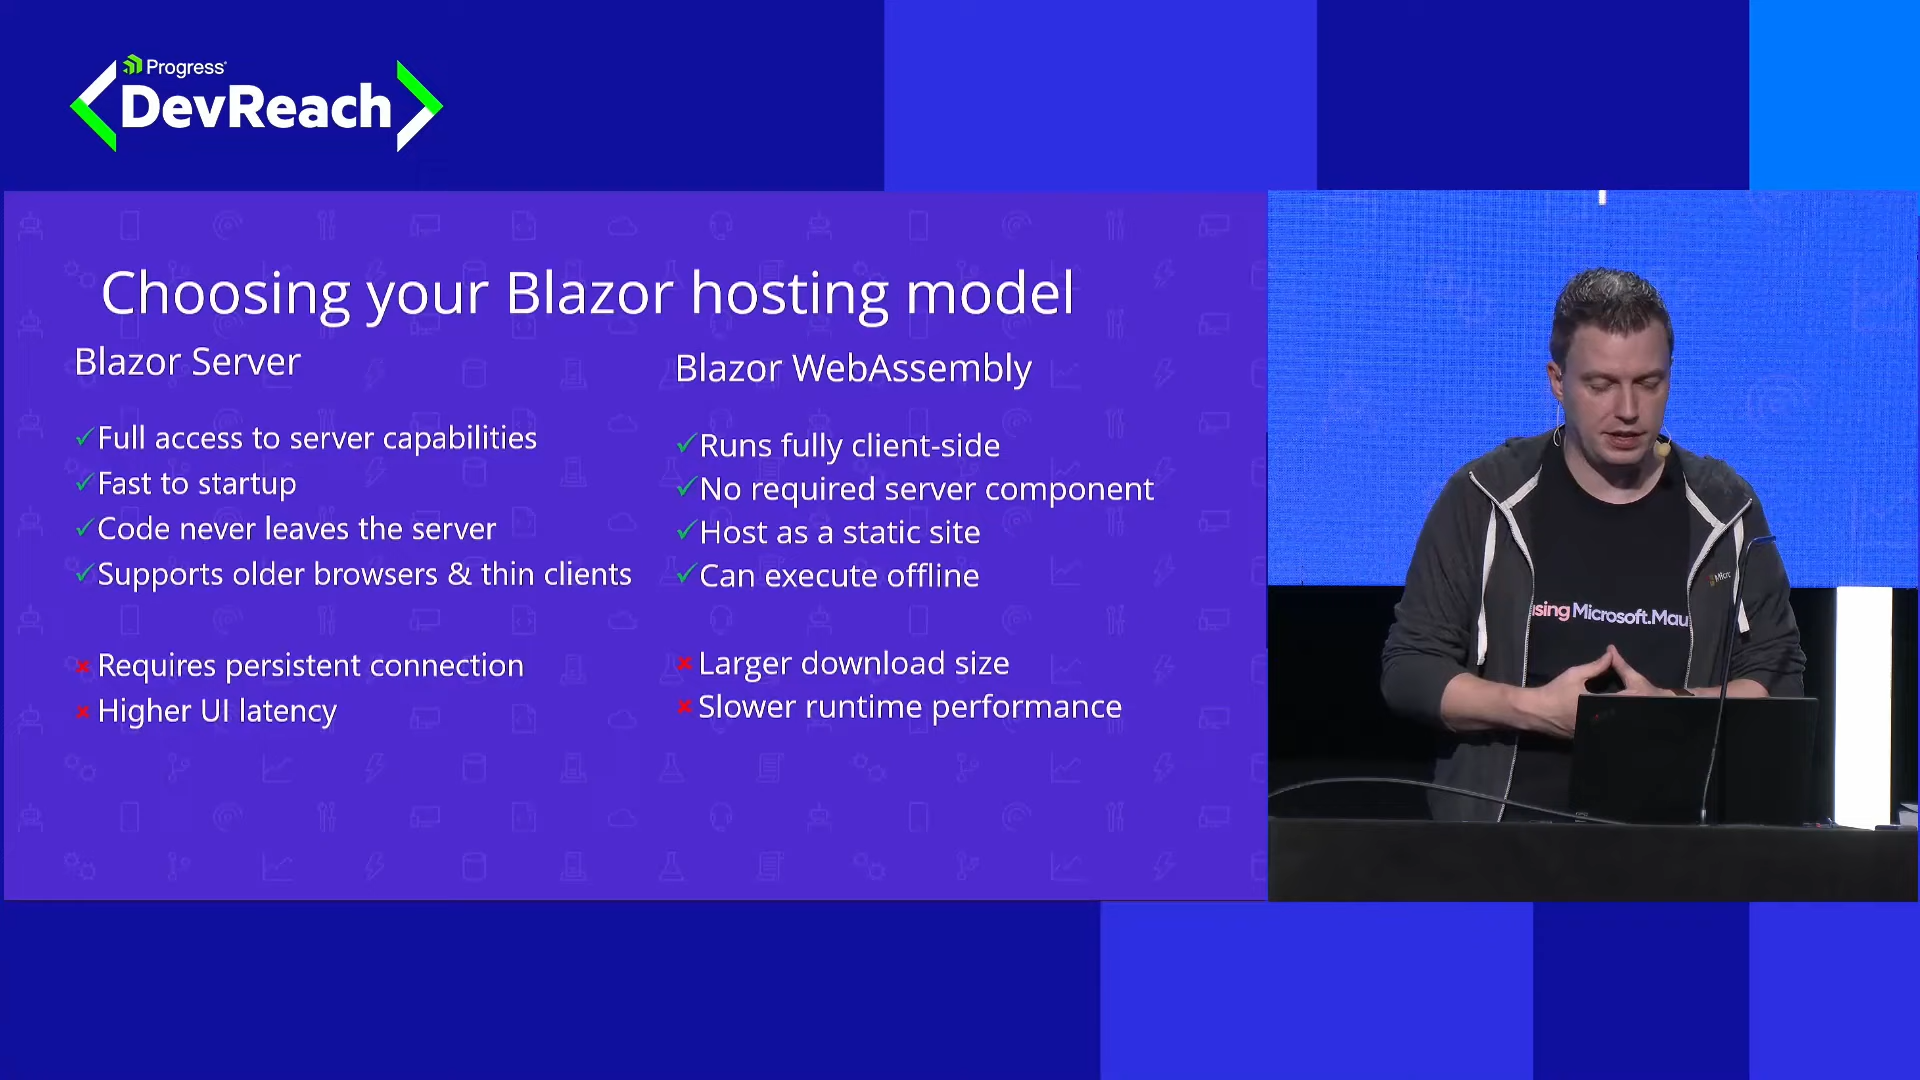 Progress
DevReach
Choosing your Blazor hosting model
Blazor Server
✓Full access to server capabilities
✓Fast to startup
✓Code never leaves the server
✓Supports older browsers & thin clients
×Requires persistent connection
×Higher UI latency
Blazor WebAssembly
✓Runs fully client-side
✓No required server component
✓Host as a static site
✓Can execute offline
×Larger download size
×Slower runtime performance
Micr
using Microsoft.Mau